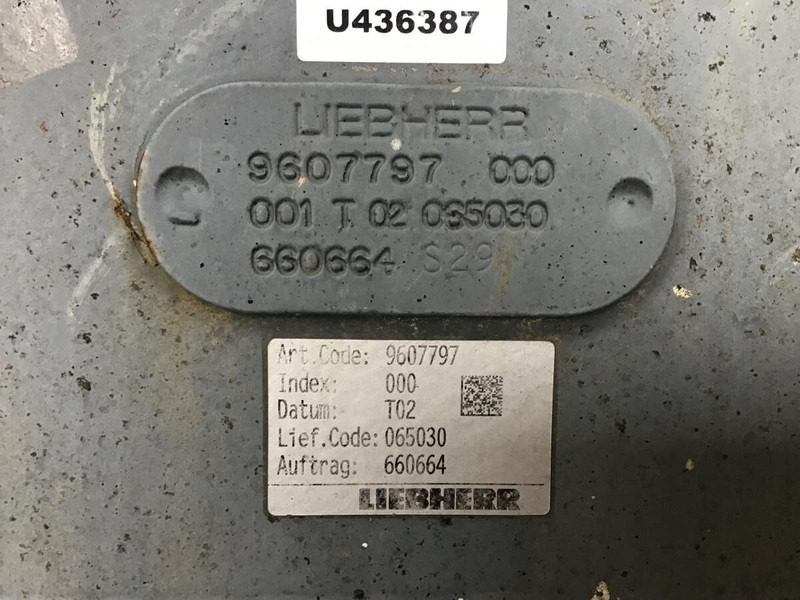 U436387
LIEBHERR
9607797 000
001 T 02 065030
660664 S29
Art.Code: 9607797
Index: 000
Datum: T02
Lief.Code: 065030
Auftrag: 660664
LIEBHERR